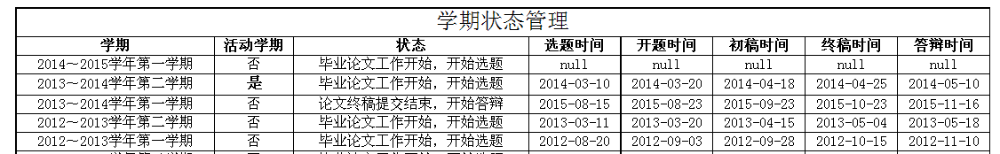 学期状态管理
学期 活动学期 状态 选题时间 开题时间 初稿时间 终稿时间 答辩时间
2014～2015学年第一学期 否 毕业论文工作开始，开始选题 null null null null null
2013～2014学年第二学期 是 毕业论文工作开始，开始选题 2014-03-10 2014-03-20 2014-04-18 2014-04-25 2014-05-10
2013～2014学年第一学期 否 论文终稿提交结束，开始答辩 2015-08-15 2015-08-23 2015-09-23 2015-10-23 2015-11-16
2012～2013学年第二学期 否 毕业论文工作开始，开始选题 2013-03-11 2013-03-20 2013-04-15 2013-05-04 2013-05-18
2012～2013学年第一学期 否 毕业论文工作开始，开始选题 2012-08-20 2012-09-03 2012-09-28 2012-10-15 2012-11-10